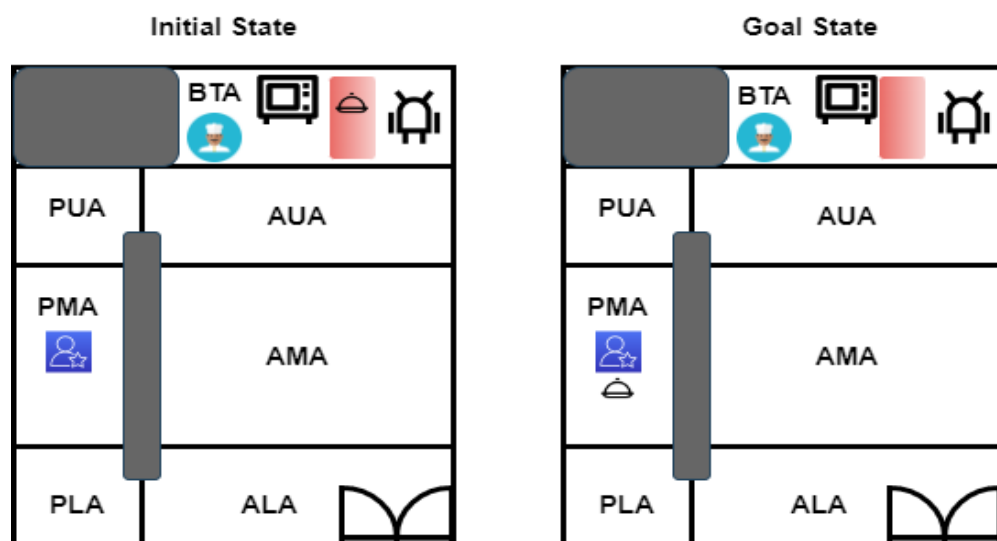 Initial State
BTA
PUA
AUA
PMA
AMA
PLA
ALA
Goal State
BTA
PUA
AUA
PMA
AMA
PLA
ALA